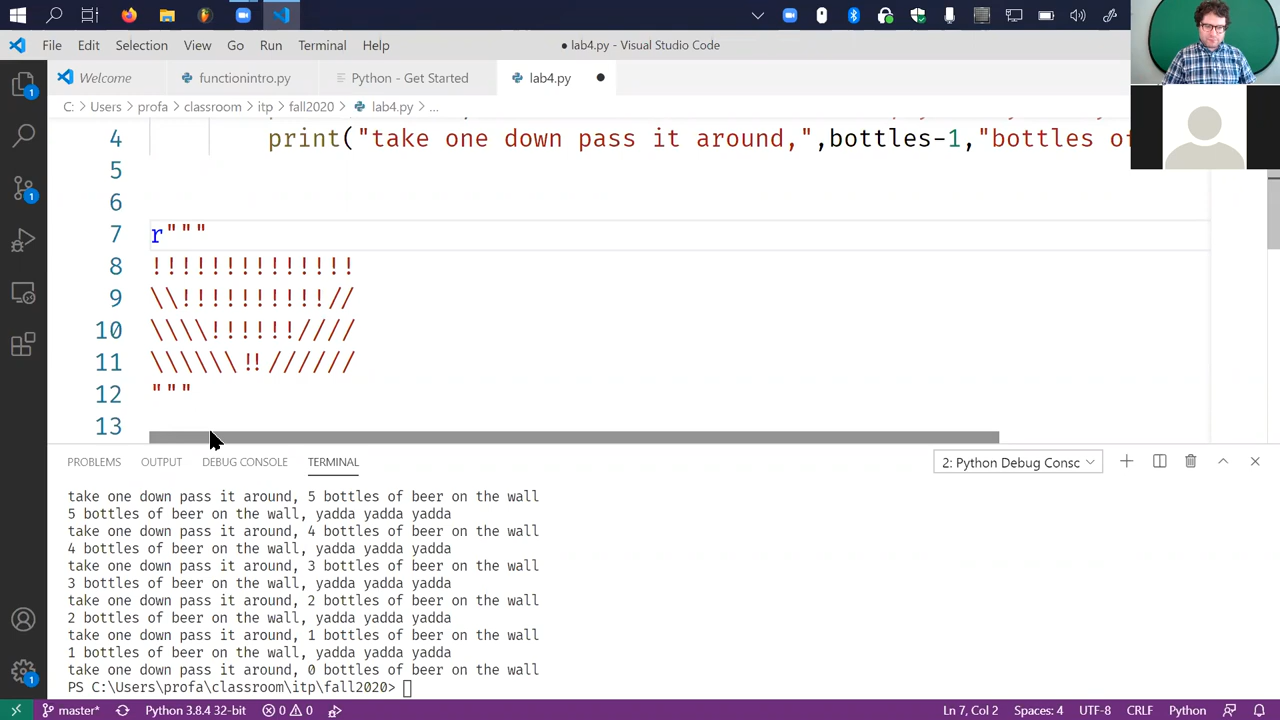 File Edit Selection View Go Run Terminal Help
● lab4.py - Visual Studio Code
Welcome functionintro.py Python - Get Started lab4.py
C: > Users > profa > classroom > itp > fall2020 > lab4.py > ...
4 print("take one down pass it around,",bottles-1,"bottles of
5
6
7 r"""
8 !!!!!!!!!!!!!!
9 \\!!!!!!!!!!//
10 \\\\!!!!!!////
11 \\\\\\!!//////
12 """
13
PROBLEMS OUTPUT DEBUG CONSOLE TERMINAL 2: Python Debug Consc
take one down pass it around, 5 bottles of beer on the wall
5 bottles of beer on the wall, yadda yadda yadda
take one down pass it around, 4 bottles of beer on the wall
4 bottles of beer on the wall, yadda yadda yadda
take one down pass it around, 3 bottles of beer on the wall
3 bottles of beer on the wall, yadda yadda yadda
take one down pass it around, 2 bottles of beer on the wall
2 bottles of beer on the wall, yadda yadda yadda
take one down pass it around, 1 bottles of beer on the wall
1 bottles of beer on the wall, yadda yadda yadda
take one down pass it around, 0 bottles of beer on the wall
PS C:\Users\profa\classroom\itp\fall2020>
master* Python 3.8.4 32-bit 0 0 Ln 7, Col 2 Spaces: 4 UTF-8 CRLF Python